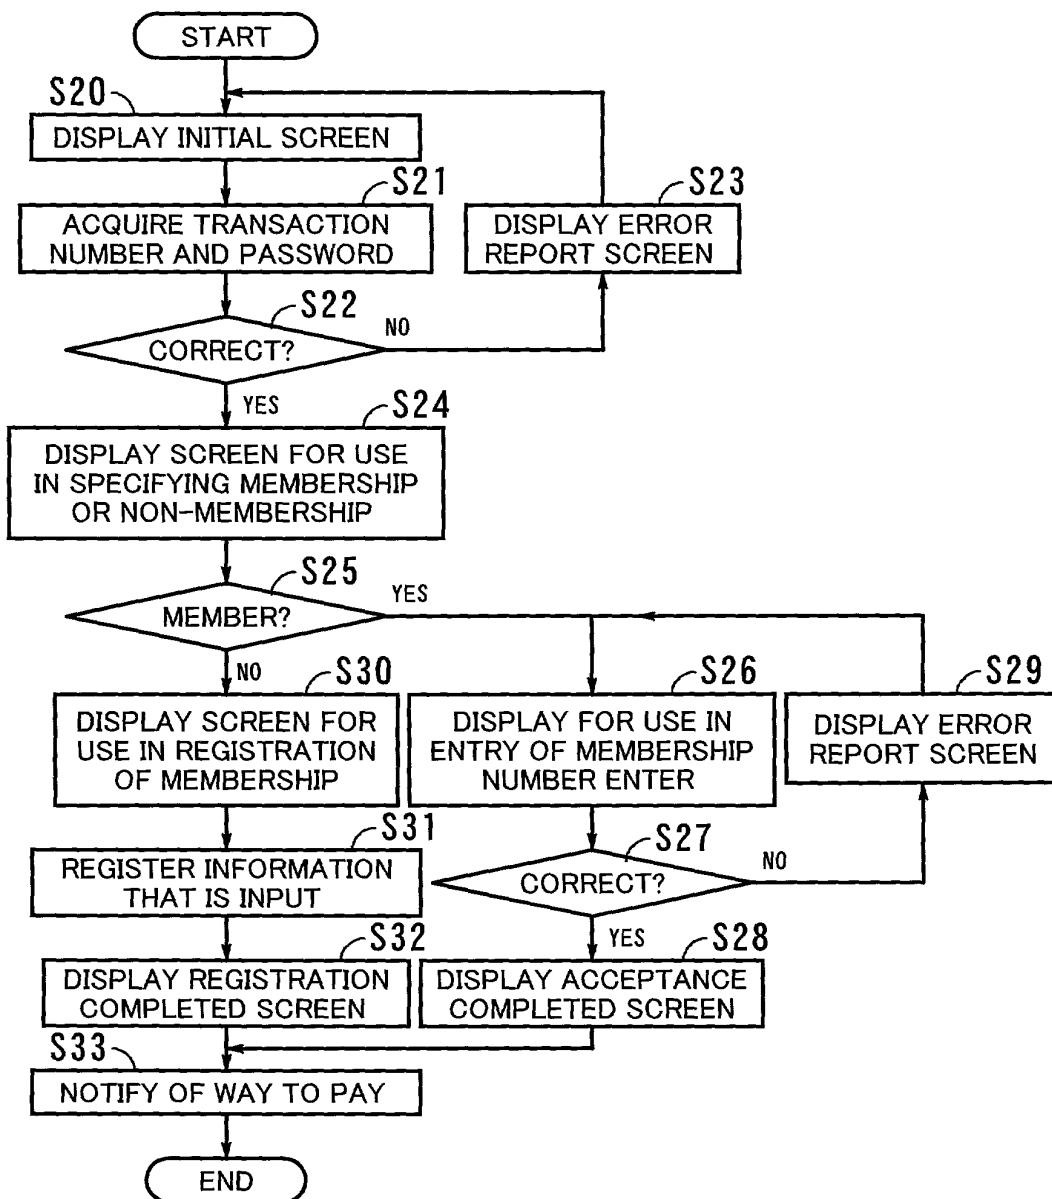 START
S20
DISPLAY INITIAL SCREEN
S21
ACQUIRE TRANSACTION
NUMBER AND PASSWORD
S23
DISPLAY ERROR
REPORT SCREEN
S22
CORRECT?
NO
YES
S24
DISPLAY SCREEN FOR USE
IN SPECIFYING MEMBERSHIP
OR NON-MEMBERSHIP
S25
MEMBER?
YES
NO
S30
DISPLAY SCREEN FOR
USE IN REGISTRATION
OF MEMBERSHIP
S26
DISPLAY FOR USE IN
ENTRY OF MEMBERSHIP
NUMBER ENTER
S29
DISPLAY ERROR
REPORT SCREEN
S31
REGISTER INFORMATION
THAT IS INPUT
S27
CORRECT?
NO
YES
S32
DISPLAY REGISTRATION
COMPLETED SCREEN
S28
DISPLAY ACCEPTANCE
COMPLETED SCREEN
S33
NOTIFY OF WAY TO PAY
END